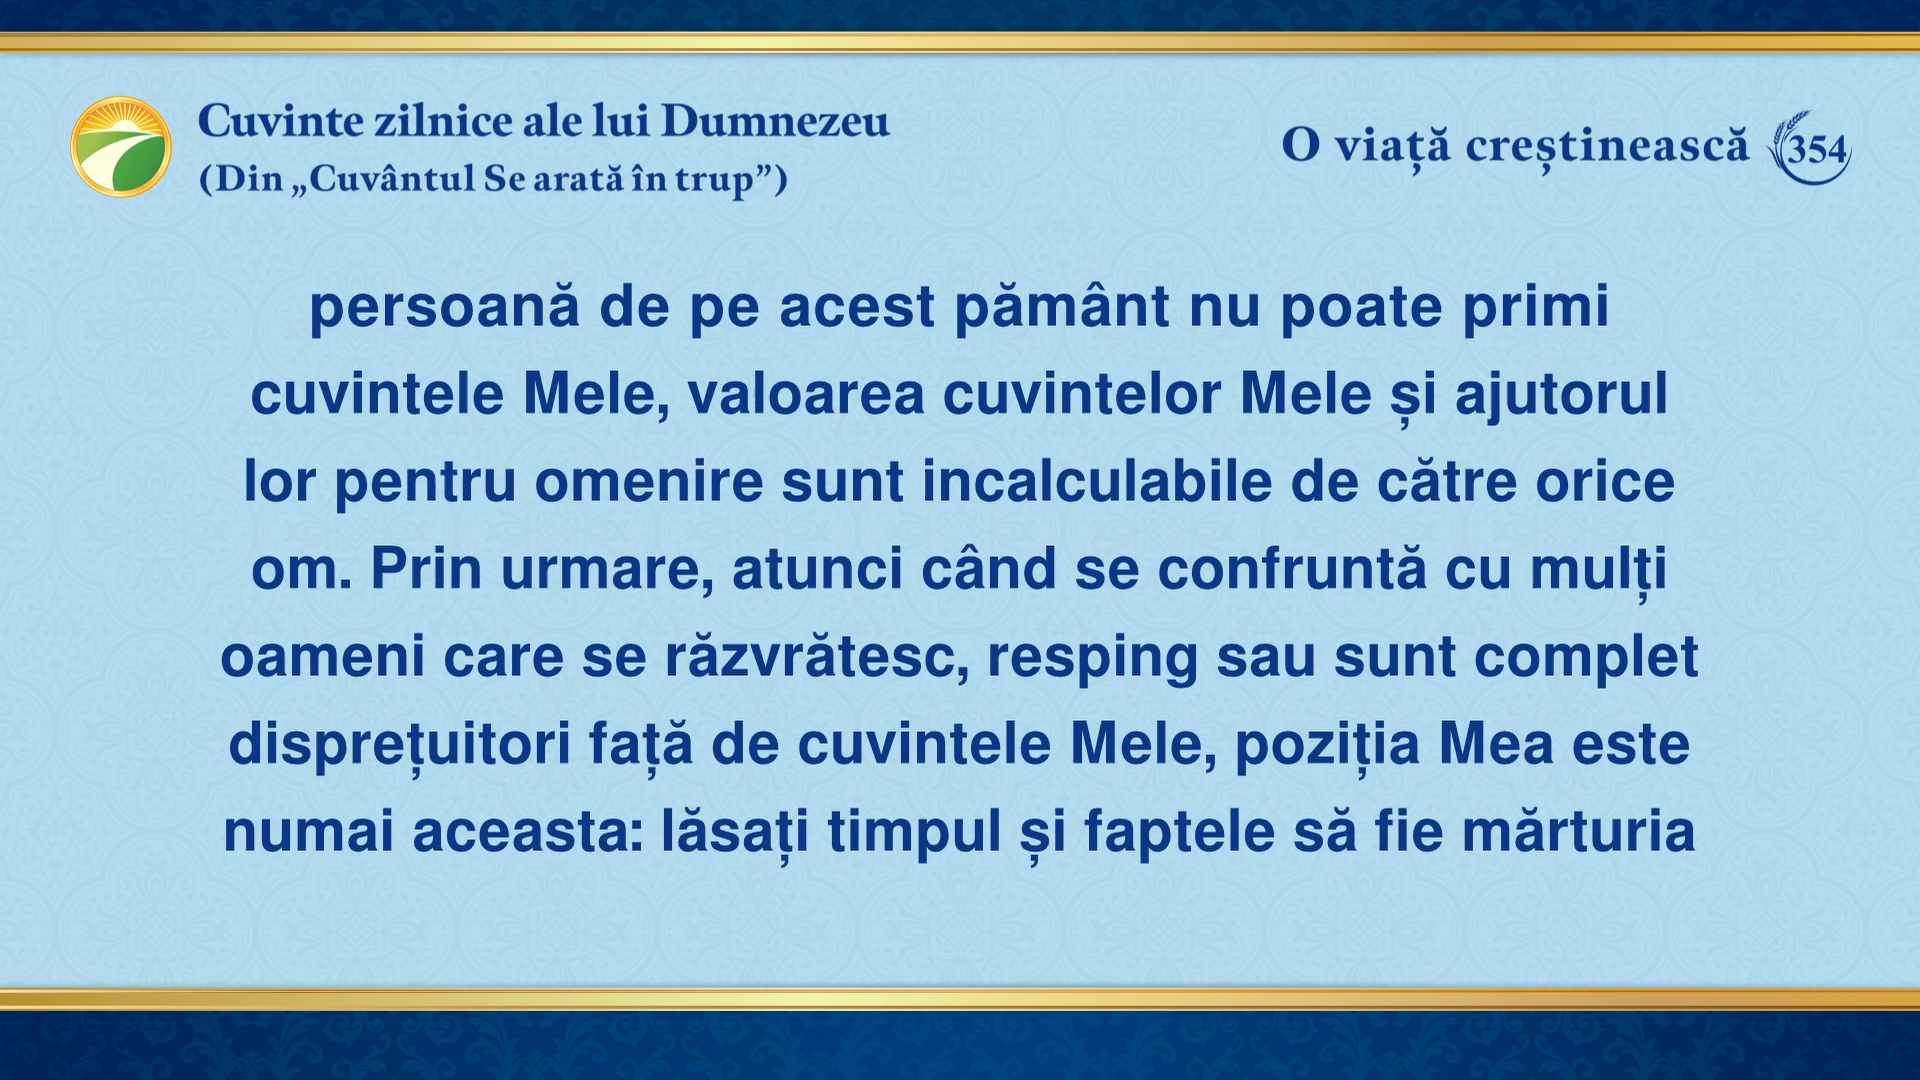 Cuvinte zilnice ale lui Dumnezeu
(Din „Cuvântul Se arată în trup”)
O viață creștinească 354
persoană de pe acest pământ nu poate primi
cuvintele Mele, valoarea cuvintelor Mele și ajutorul
lor pentru omenire sunt incalculabile de către orice
om. Prin urmare, atunci când se confruntă cu mulți
oameni care se răzvrătesc, resping sau sunt complet
disprețuitori față de cuvintele Mele, poziția Mea este
numai aceasta: lăsați timpul și faptele să fie mărturia